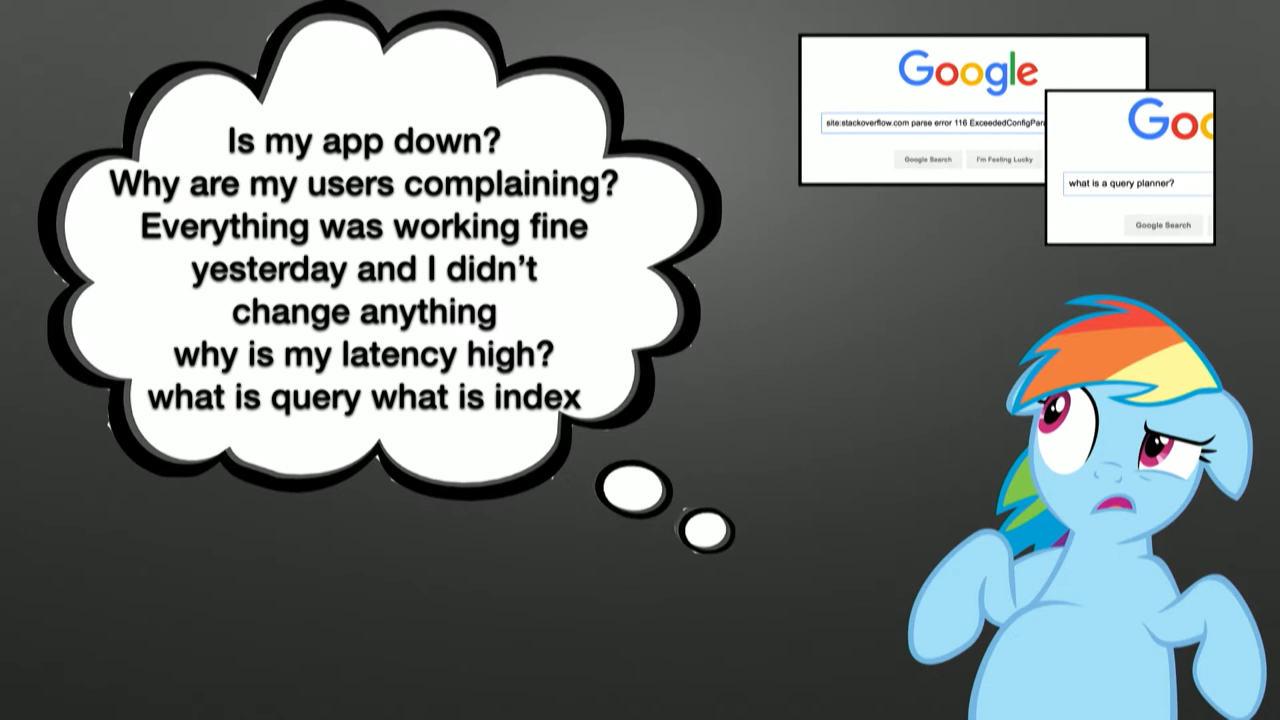 Is my app down?
Why are my users complaining?
Everything was working fine
yesterday and I didn’t
change anything
why is my latency high?
what is query what is index
Google
site:stackoverflow.com parse error 116 ExceededConfigPar
Google Search
I'm Feeling Lucky
Goo
what is a query planner?
Google Search